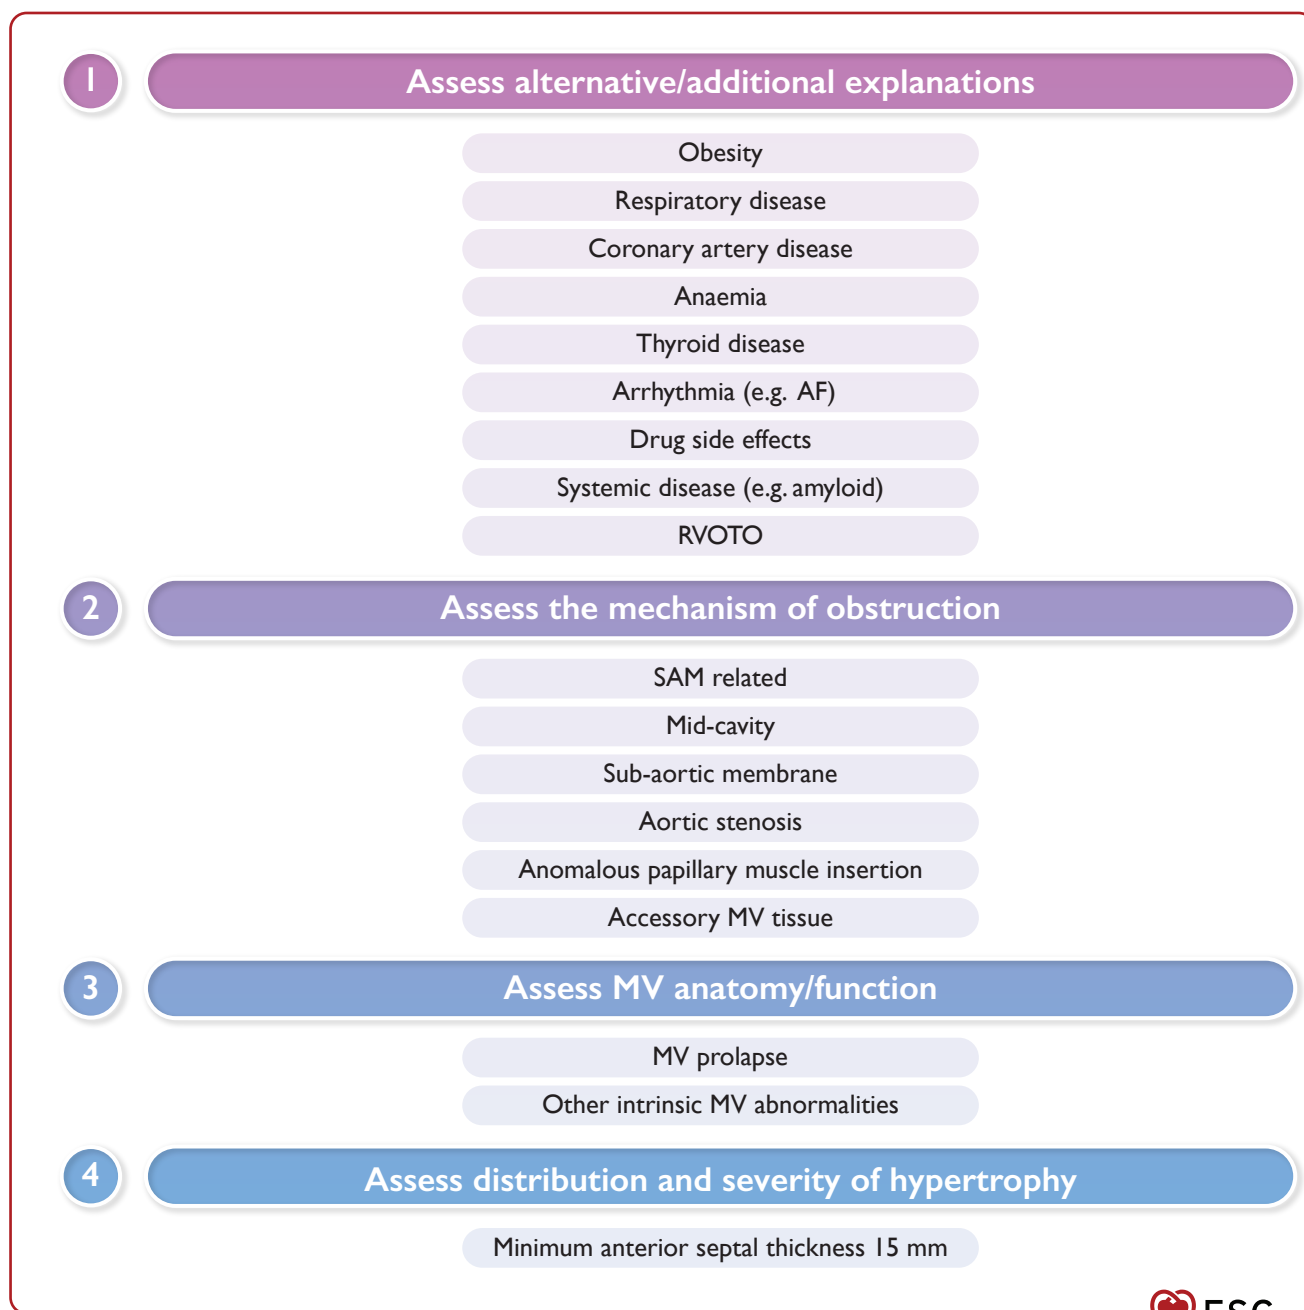 1
Assess alternative/additional explanations
Obesity
Respiratory disease
Coronary artery disease
Anaemia
Thyroid disease
Arrhythmia (e.g. AF)
Drug side effects
Systemic disease (e.g. amyloid)
RVOTO
2
Assess the mechanism of obstruction
SAM related
Mid-cavity
Sub-aortic membrane
Aortic stenosis
Anomalous papillary muscle insertion
Accessory MV tissue
3
Assess MV anatomy/function
MV prolapse
Other intrinsic MV abnormalities
4
Assess distribution and severity of hypertrophy
Minimum anterior septal thickness 15 mm
ESC